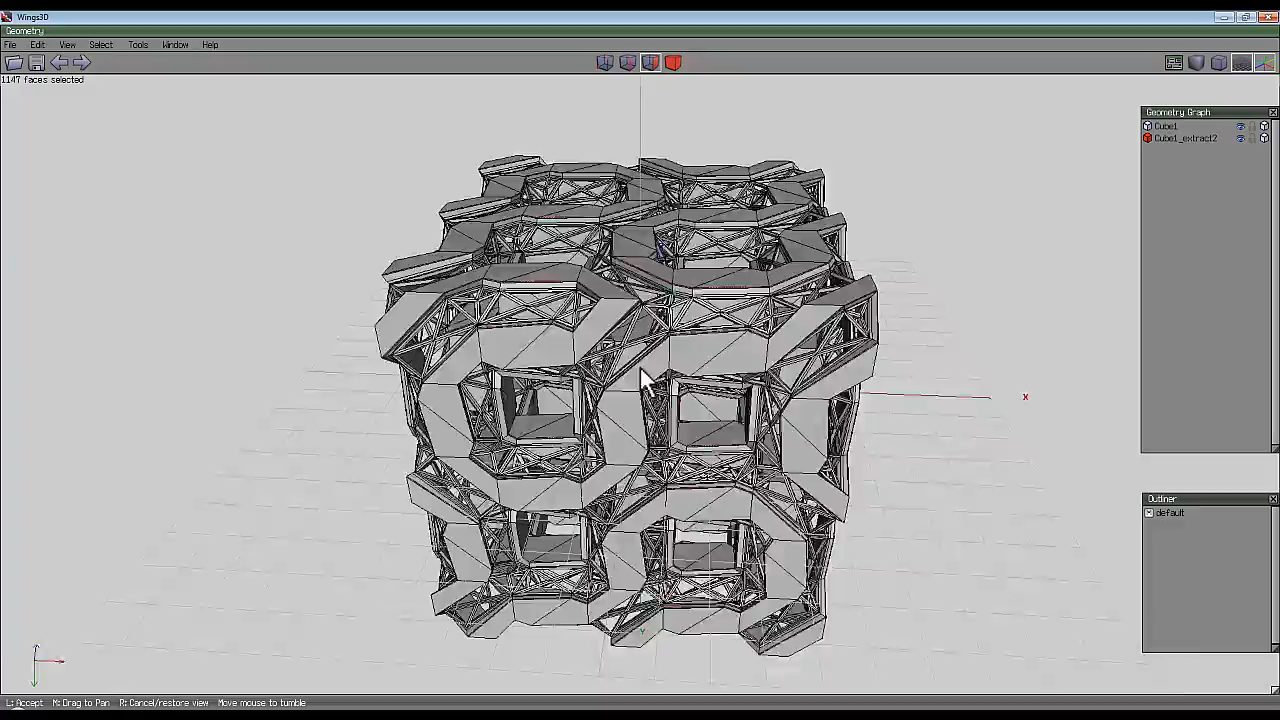 Wings3D
Geometry
File Edit View Select Tools Window Help
1147 faces selected
Geometry Graph
Cube1
Cube1_extract2
x
Outliner
default
Y
L: Accept M: Drag to Pan R: Cancel/restore view Move mouse to tumble